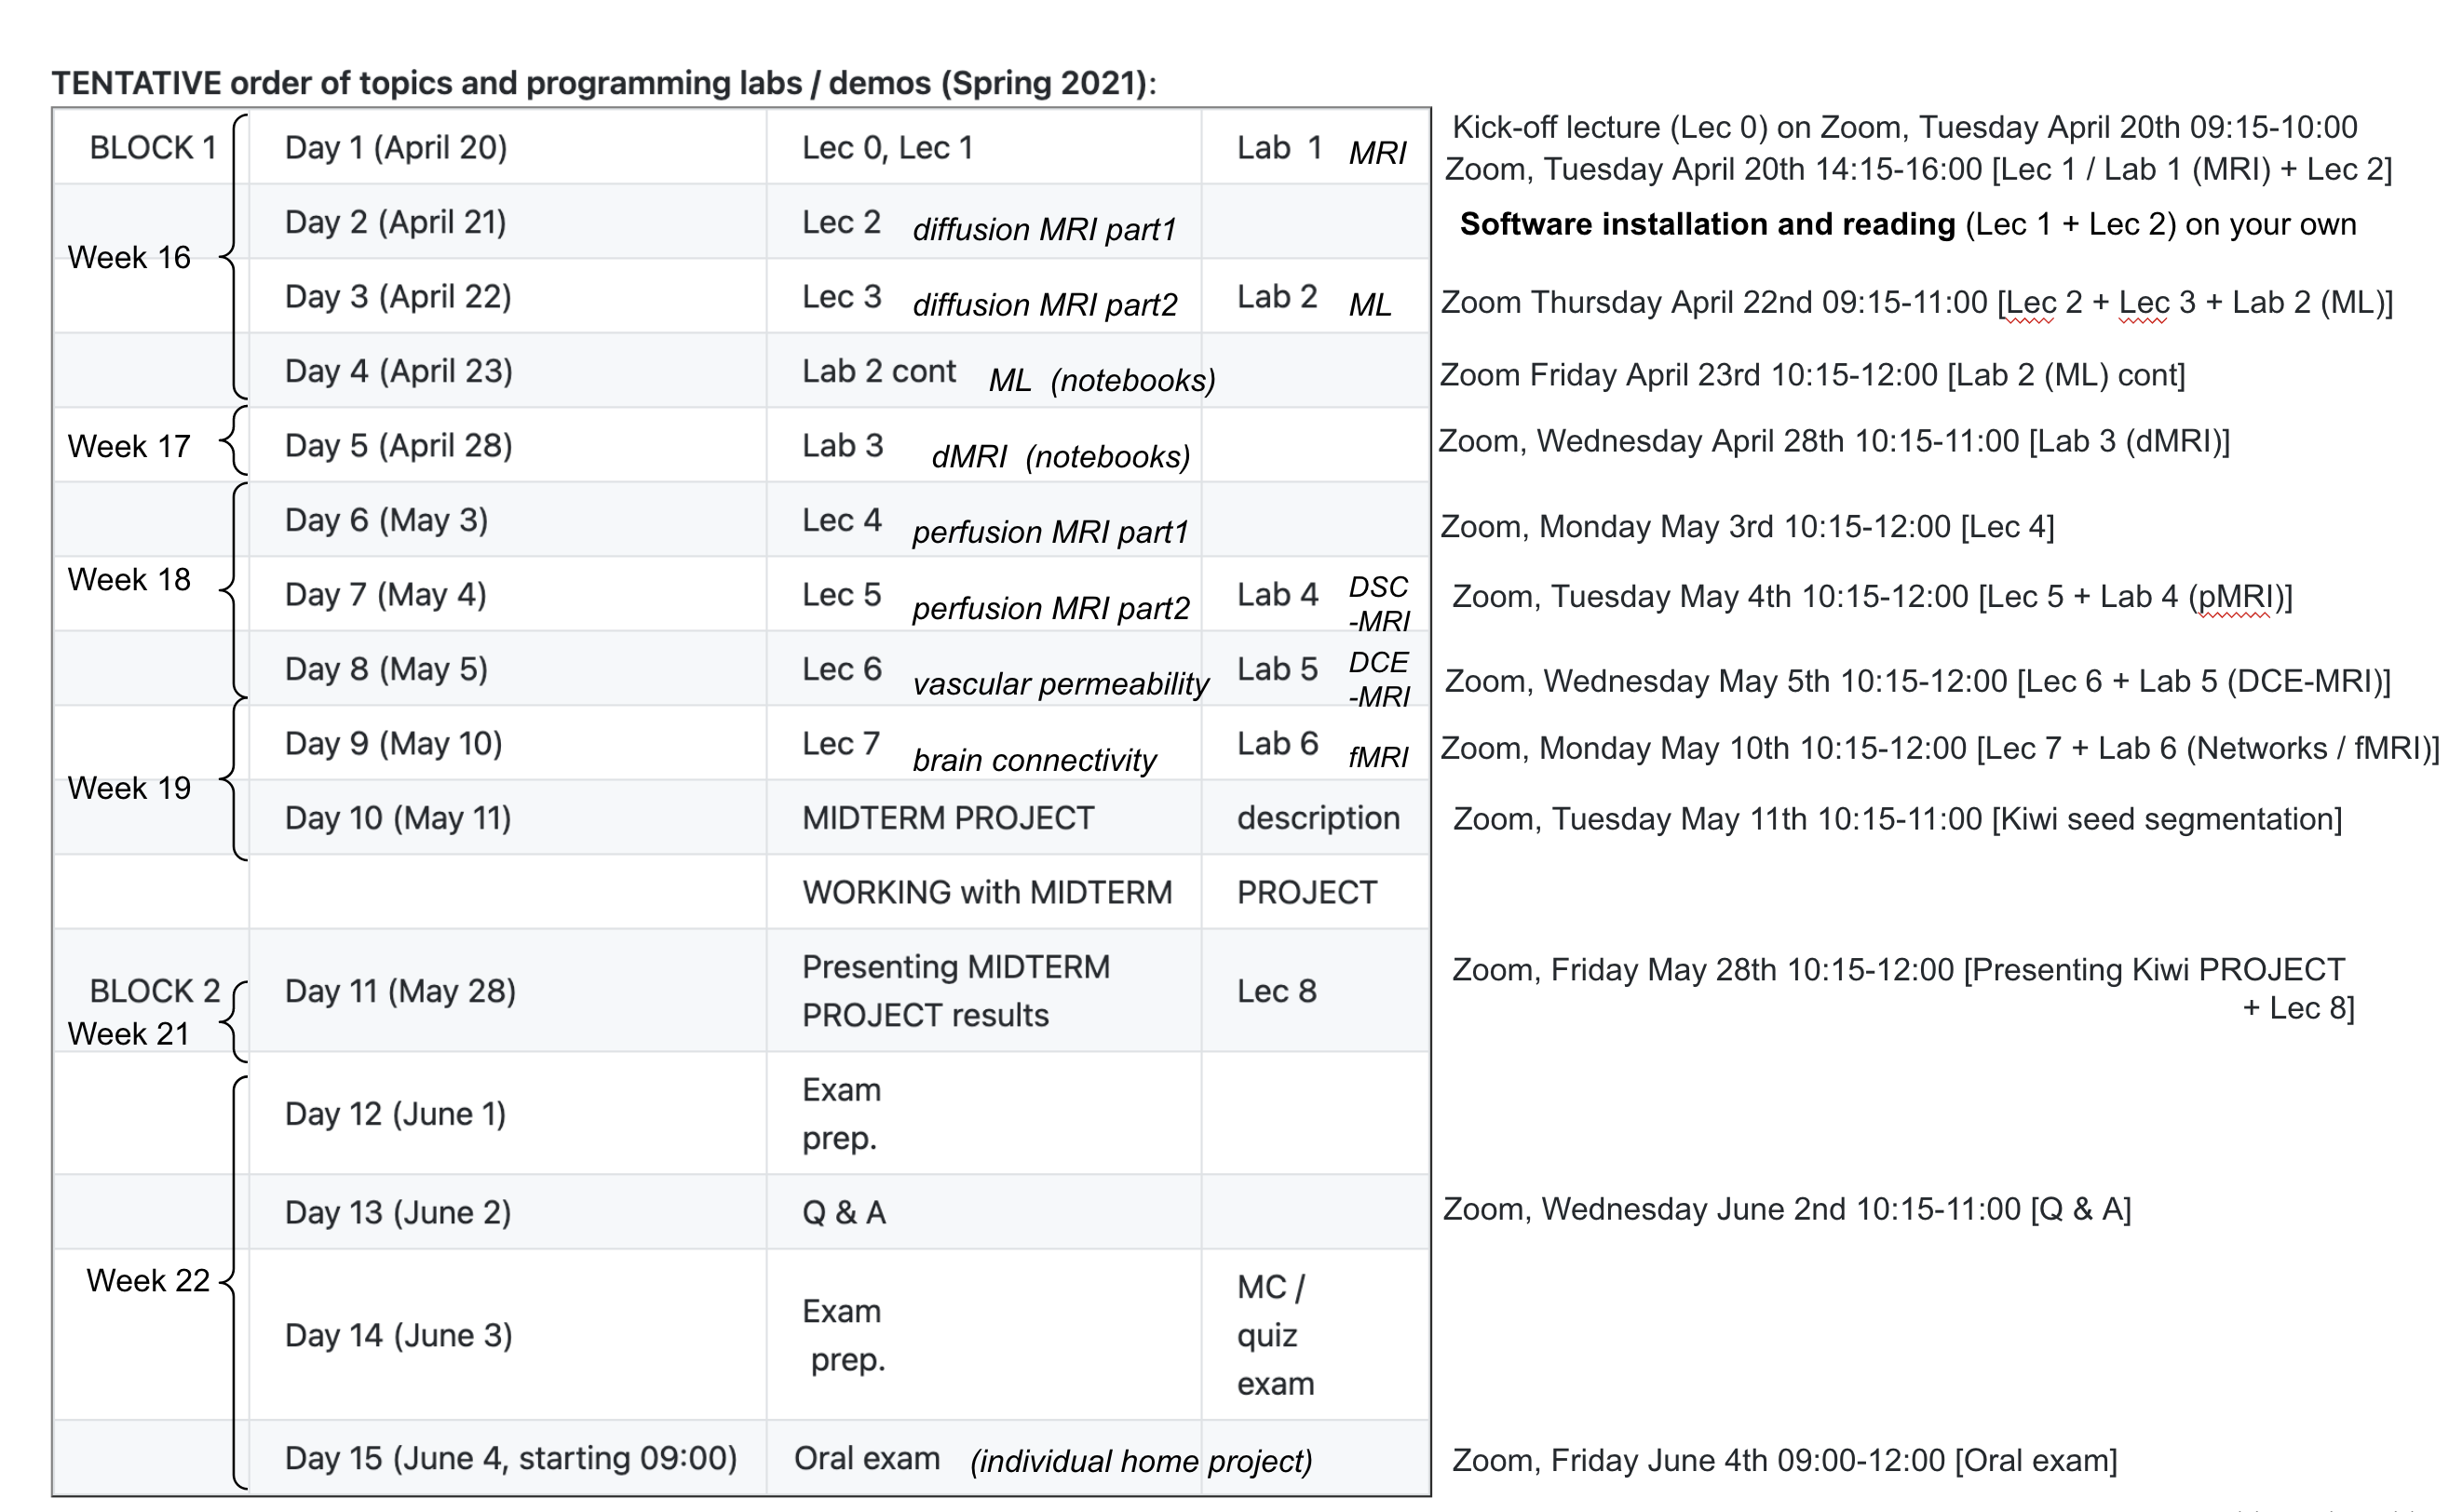 TENTATIVE order of topics and programming labs / demos (Spring 2021):
BLOCK 1 Day 1 (April 20) Lec 0, Lec 1 Lab 1 MRI
Kick-off lecture (Lec 0) on Zoom, Tuesday April 20th 09:15-10:00
Zoom, Tuesday April 20th 14:15-16:00 [Lec 1 / Lab 1 (MRI) + Lec 2]
Day 2 (April 21) Lec 2 diffusion MRI part1 Software installation and reading (Lec 1 + Lec 2) on your own
Week 16
Day 3 (April 22) Lec 3 diffusion MRI part2 Lab 2 ML Zoom Thursday April 22nd 09:15-11:00 [Lec 2 + Lec 3 + Lab 2 (ML)]
Day 4 (April 23) Lab 2 cont ML (notebooks) Zoom Friday April 23rd 10:15-12:00 [Lab 2 (ML) cont]
Week 17 Day 5 (April 28) Lab 3 dMRI (notebooks) Zoom, Wednesday April 28th 10:15-11:00 [Lab 3 (dMRI)]
Day 6 (May 3) Lec 4 perfusion MRI part1 Zoom, Monday May 3rd 10:15-12:00 [Lec 4]
Week 18 Day 7 (May 4) Lec 5 perfusion MRI part2 Lab 4 DSC
-MRI
Zoom, Tuesday May 4th 10:15-12:00 [Lec 5 + Lab 4 (pMRI)]
Day 8 (May 5) Lec 6 vascular permeability Lab 5 DCE
-MRI
Zoom, Wednesday May 5th 10:15-12:00 [Lec 6 + Lab 5 (DCE-MRI)]
Day 9 (May 10) Lec 7 brain connectivity Lab 6 fMRI Zoom, Monday May 10th 10:15-12:00 [Lec 7 + Lab 6 (Networks / fMRI)]
Week 19
Day 10 (May 11) MIDTERM PROJECT description Zoom, Tuesday May 11th 10:15-11:00 [Kiwi seed segmentation]
WORKING with MIDTERM PROJECT
BLOCK 2
Week 21
Day 11 (May 28)
Presenting MIDTERM
PROJECT results
Lec 8
Zoom, Friday May 28th 10:15-12:00 [Presenting Kiwi PROJECT
+ Lec 8]
Day 12 (June 1)
Exam
prep.
Day 13 (June 2) Q & A Zoom, Wednesday June 2nd 10:15-11:00 [Q & A]
Week 22
Day 14 (June 3)
Exam
prep.
MC /
quiz
exam
Day 15 (June 4, starting 09:00) Oral exam (individual home project) Zoom, Friday June 4th 09:00-12:00 [Oral exam]